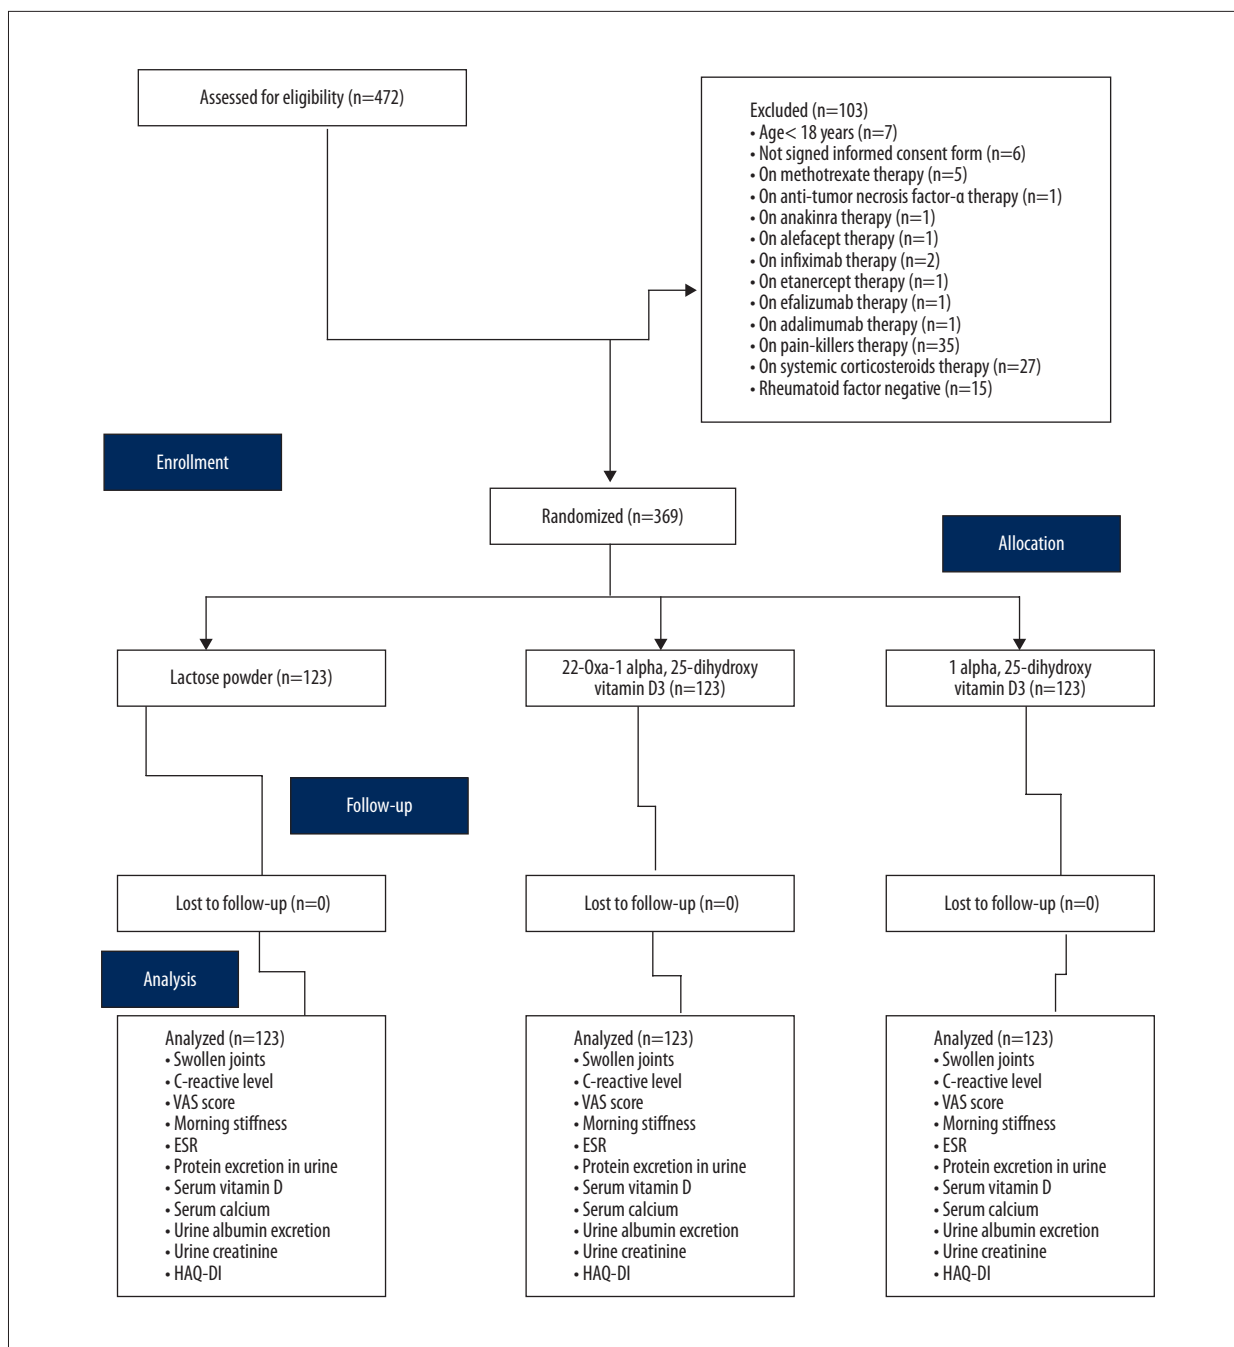 Assessed for eligibility (n=472)
Excluded (n=103)
• Age< 18 years (n=7)
• Not signed informed consent form (n=6)
• On methotrexate therapy (n=5)
• On anti-tumor necrosis factor-α therapy (n=1)
• On anakinra therapy (n=1)
• On alefacept therapy (n=1)
• On infiximab therapy (n=2)
• On etanercept therapy (n=1)
• On efalizumab therapy (n=1)
• On adalimumab therapy (n=1)
• On pain-killers therapy (n=35)
• On systemic corticosteroids therapy (n=27)
• Rheumatoid factor negative (n=15)
Enrollment
Randomized (n=369)
Allocation
Lactose powder (n=123)
22-Oxa-1 alpha, 25-dihydroxy
vitamin D3 (n=123)
1 alpha, 25-dihydroxy
vitamin D3 (n=123)
Follow-up
Lost to follow-up (n=0)
Lost to follow-up (n=0)
Lost to follow-up (n=0)
Analysis
Analyzed (n=123)
• Swollen joints
• C-reactive level
• VAS score
• Morning stiffness
• ESR
• Protein excretion in urine
• Serum vitamin D
• Serum calcium
• Urine albumin excretion
• Urine creatinine
• HAQ-DI
Analyzed (n=123)
• Swollen joints
• C-reactive level
• VAS score
• Morning stiffness
• ESR
• Protein excretion in urine
• Serum vitamin D
• Serum calcium
• Urine albumin excretion
• Urine creatinine
• HAQ-DI
Analyzed (n=123)
• Swollen joints
• C-reactive level
• VAS score
• Morning stiffness
• ESR
• Protein excretion in urine
• Serum vitamin D
• Serum calcium
• Urine albumin excretion
• Urine creatinine
• HAQ-DI